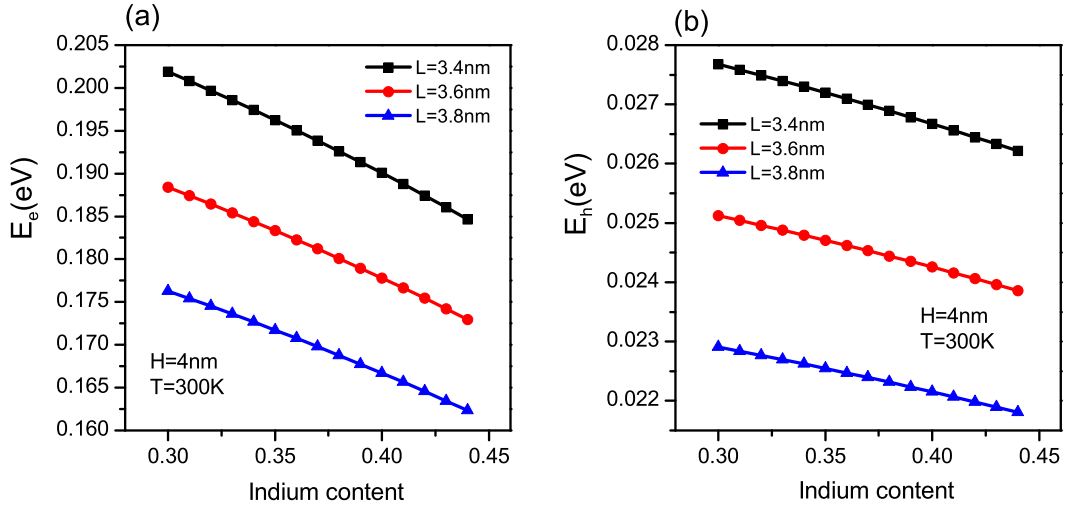 (a)
0.205
0.200
0.195
0.190
0.185
0.180
0.175
0.170
0.165
0.160
Ee(eV)
L=3.4nm
L=3.6nm
L=3.8nm
H=4nm
T=300K
0.30 0.35 0.40 0.45
Indium content
(b)
0.028
0.027
0.026
0.025
0.024
0.023
0.022
Eh(eV)
L=3.4nm
L=3.6nm
L=3.8nm
H=4nm
T=300K
0.30 0.35 0.40 0.45
Indium content